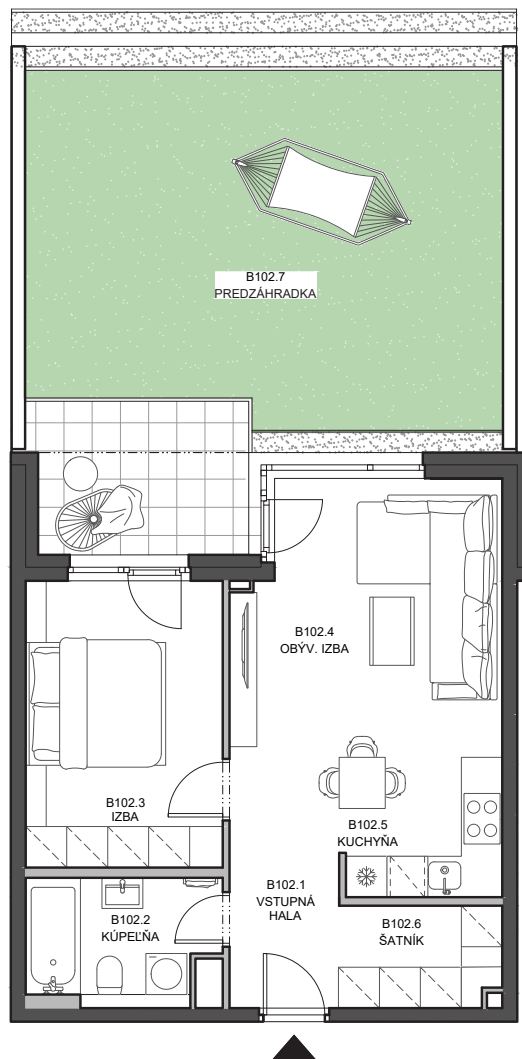 B102.7
PREDZÁHRADKA
B102.4
OBÝV. IZBA
B102.3
IZBA
B102.5
KUCHYŇA
B102.1
VSTUPNÁ
HALA
B102.2
KÚPEĽŇA
B102.6
ŠATNÍK